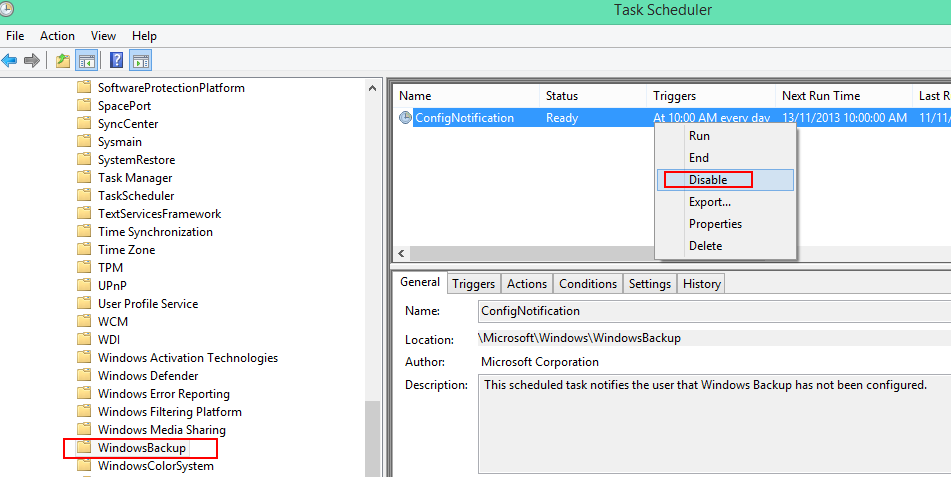 Task Scheduler
File Action View Help
SoftwareProtectionPlatform
SpacePort
SyncCenter
Sysmain
SystemRestore
Task Manager
TaskScheduler
TextServicesFramework
Time Synchronization
Time Zone
TPM
UPnP
User Profile Service
WCM
WDI
Windows Activation Technologies
Windows Defender
Windows Error Reporting
Windows Filtering Platform
Windows Media Sharing
WindowsBackup
WindowsColorSystem
Name Status Triggers Next Run Time Last R
ConfigNotification Ready At 10:00 AM every day 13/11/2013 10:00:00 AM 11/11/
Run
End
Disable
Export...
Properties
Delete
General Triggers Actions Conditions Settings History
Name: ConfigNotification
Location: \Microsoft\Windows\WindowsBackup
Author: Microsoft Corporation
Description: This scheduled task notifies the user that Windows Backup has not been configured.